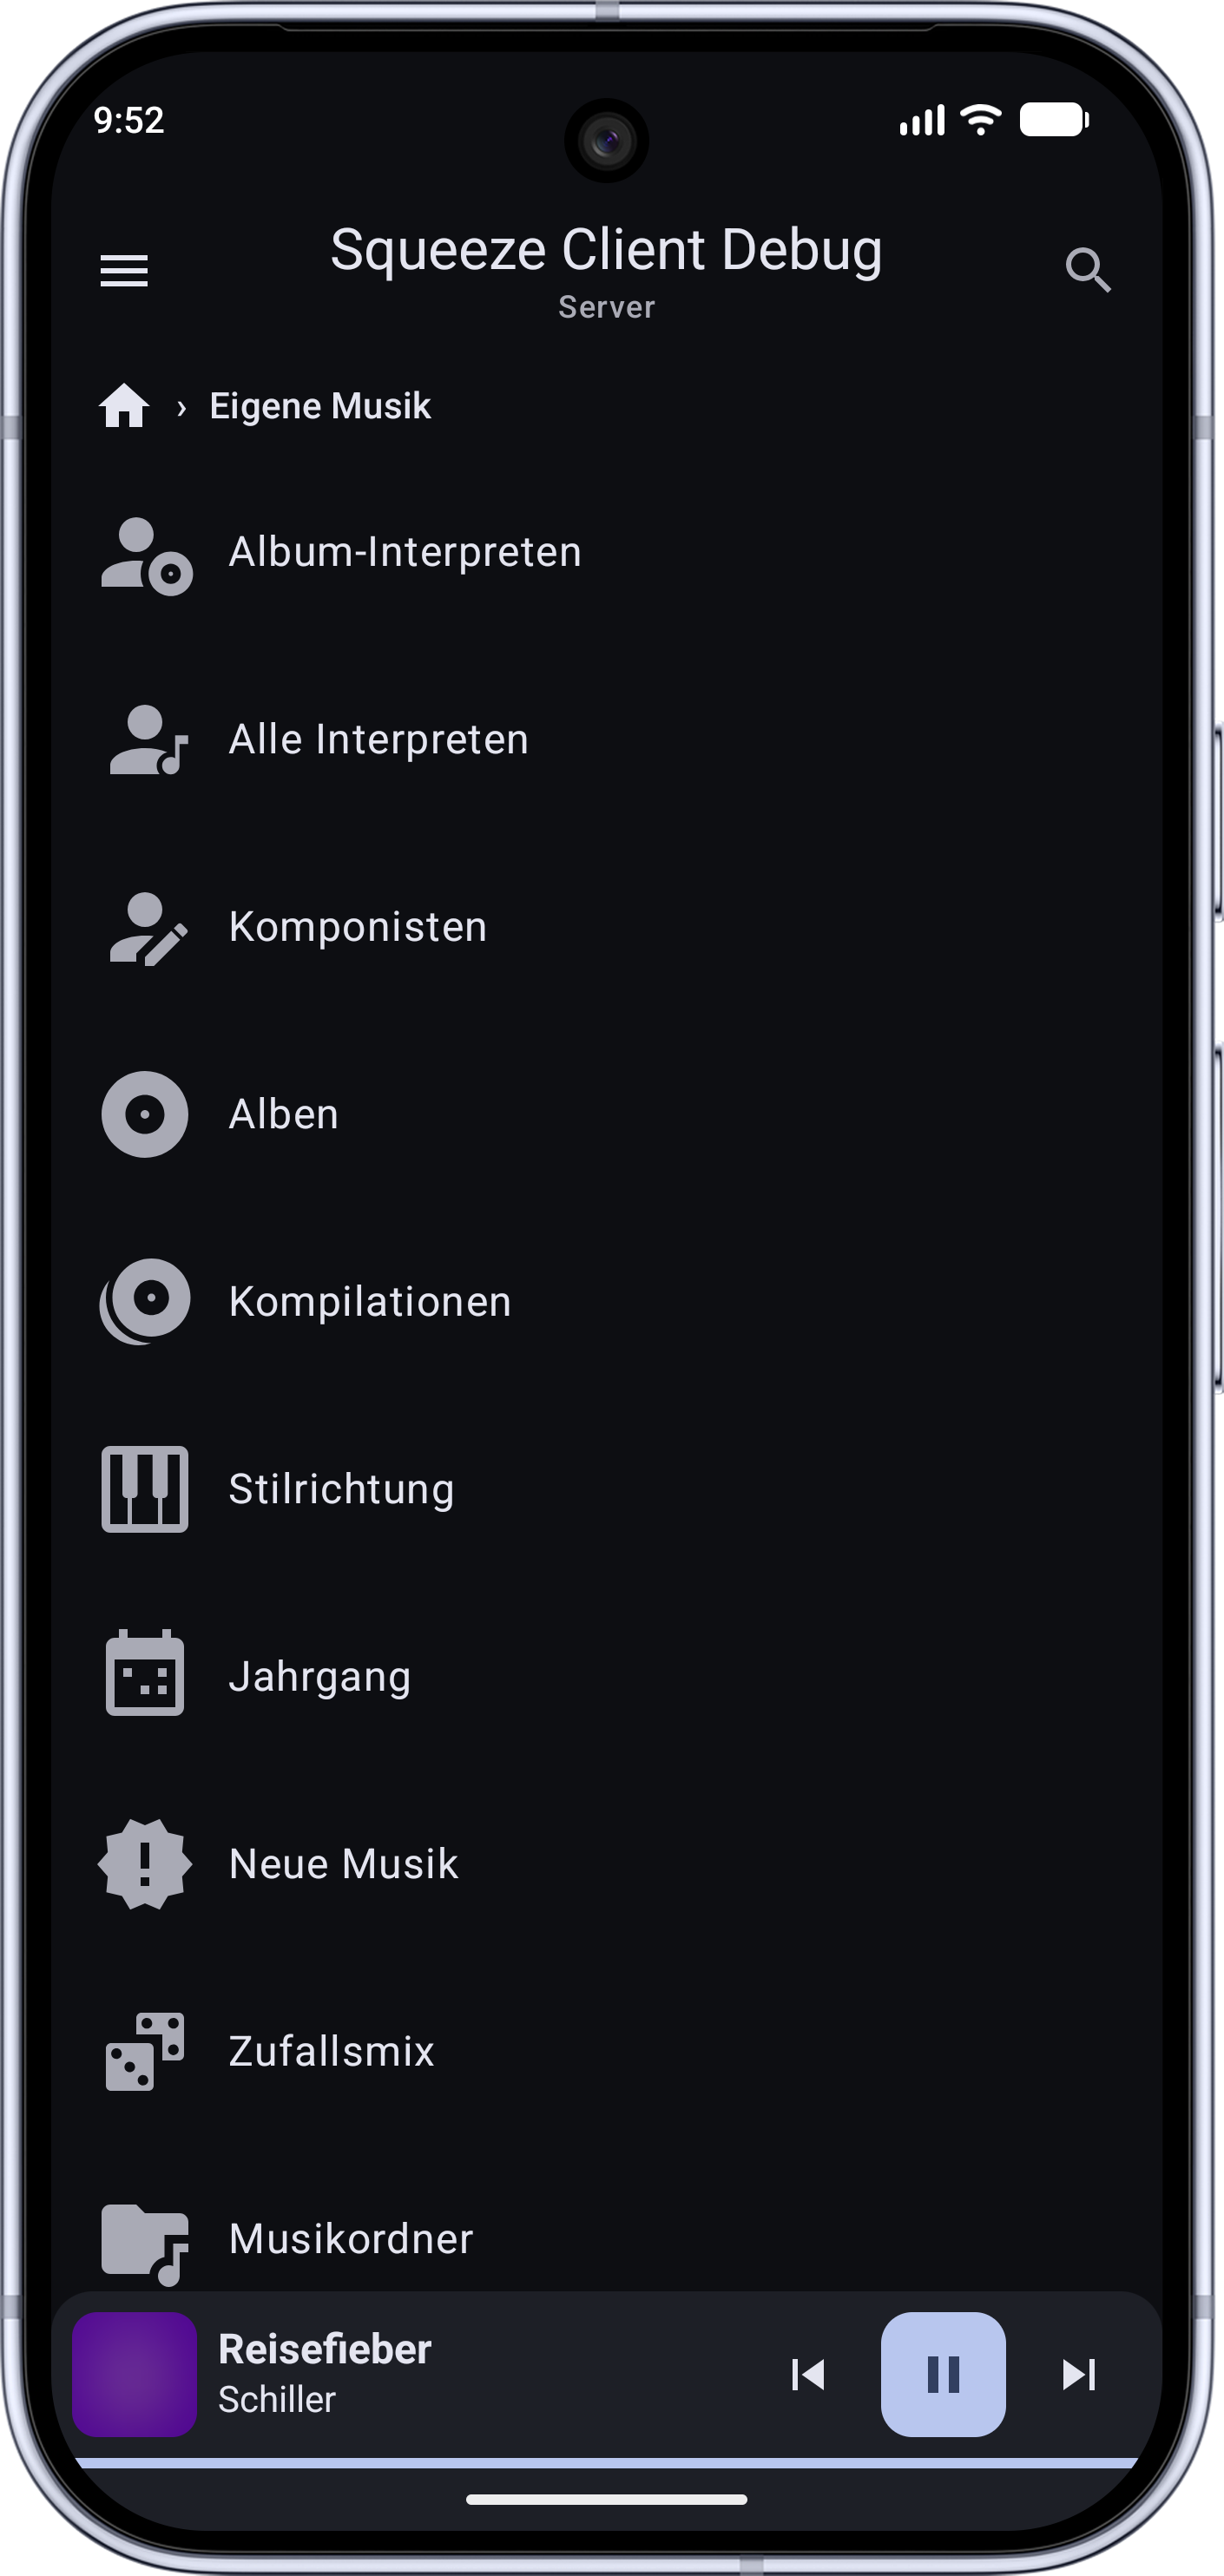 9:52
Squeeze Client Debug
Server
› Eigene Musik
Album-Interpreten
Alle Interpreten
Komponisten
Alben
Kompilationen
Stilrichtung
Jahrgang
Neue Musik
Zufallsmix
Musikordner
Reisefieber
Schiller